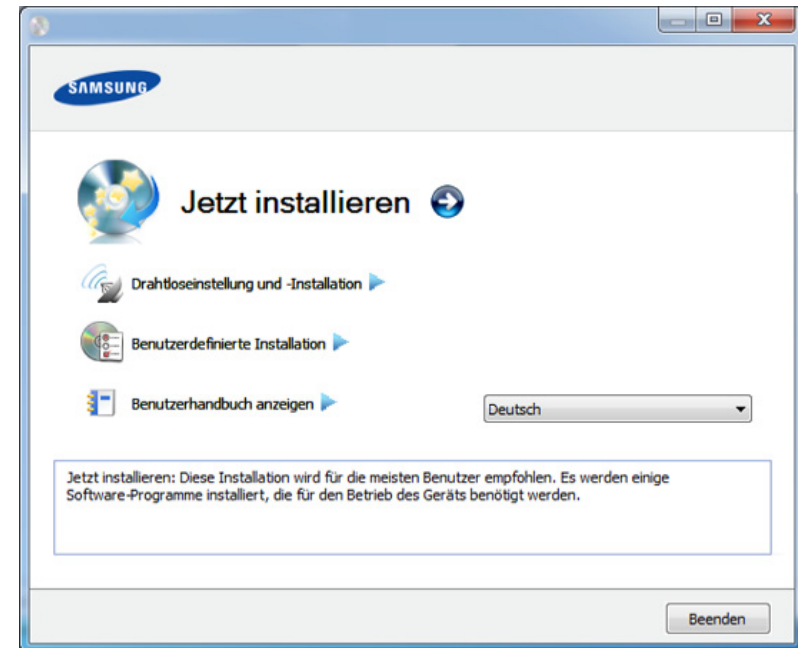 SAMSUNG
Jetzt installieren
Drahtloseinstellung und -Installation
Benutzerdefinierte Installation
Benutzerhandbuch anzeigen
Deutsch
Jetzt installieren: Diese Installation wird für die meisten Benutzer empfohlen. Es werden einige
Software-Programme installiert, die für den Betrieb des Geräts benötigt werden.
Beenden